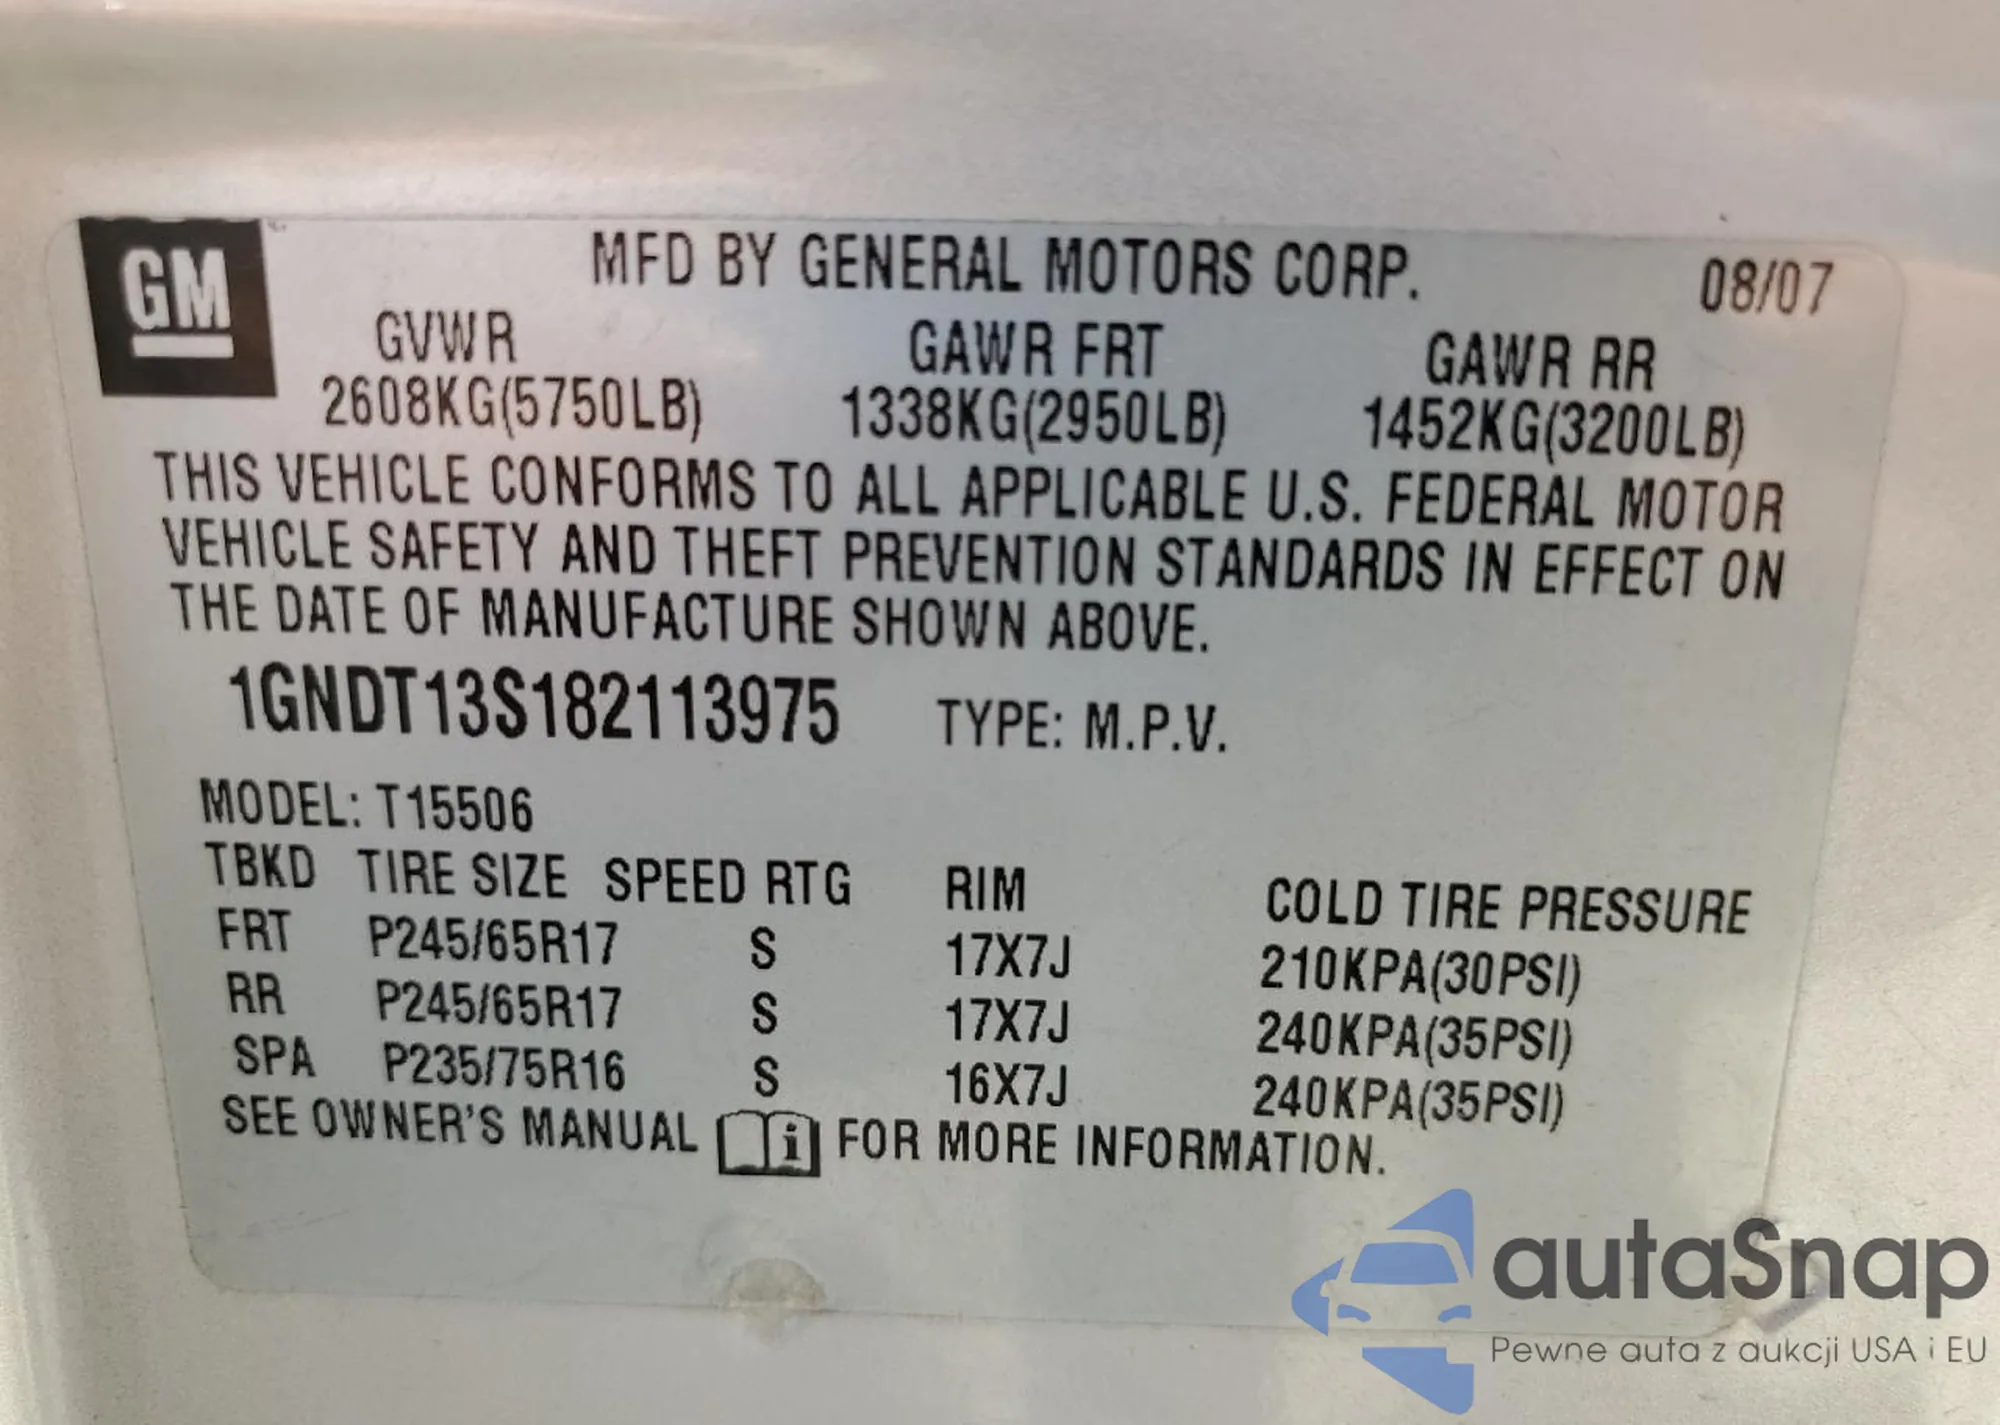 GM
MFD BY GENERAL MOTORS CORP. 08/07
GVWR GAWR FRT GAWR RR
2608KG(5750LB) 1338KG(2950LB) 1452KG(3200LB)
THIS VEHICLE CONFORMS TO ALL APPLICABLE U.S. FEDERAL MOTOR
VEHICLE SAFETY AND THEFT PREVENTION STANDARDS IN EFFECT ON
THE DATE OF MANUFACTURE SHOWN ABOVE.
1GNDT13S182113975 TYPE: M.P.V.
MODEL: T15506
TBKD TIRE SIZE SPEED RTG RIM COLD TIRE PRESSURE
FRT P245/65R17 S 17X7J 210KPA(30PSI)
RR P245/65R17 S 17X7J 240KPA(35PSI)
SPA P235/75R16 S 16X7J 240KPA(35PSI)
SEE OWNER'S MANUAL i FOR MORE INFORMATION.
autaSnap
Pewne auta z aukcji USA i EU